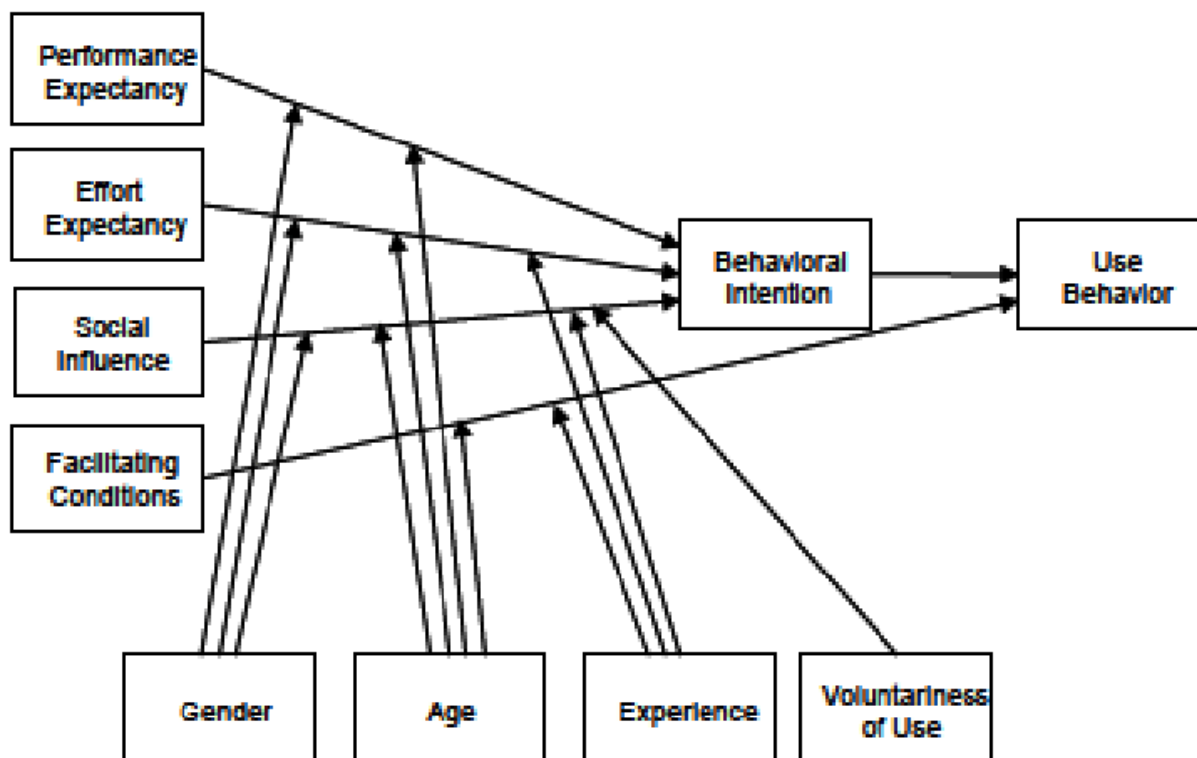 Performance
Expectancy
Effort
Expectancy
Social
Influence
Facilitating
Conditions
Behavioral
Intention
Use
Behavior
Gender
Age
Experience
Voluntariness
of Use